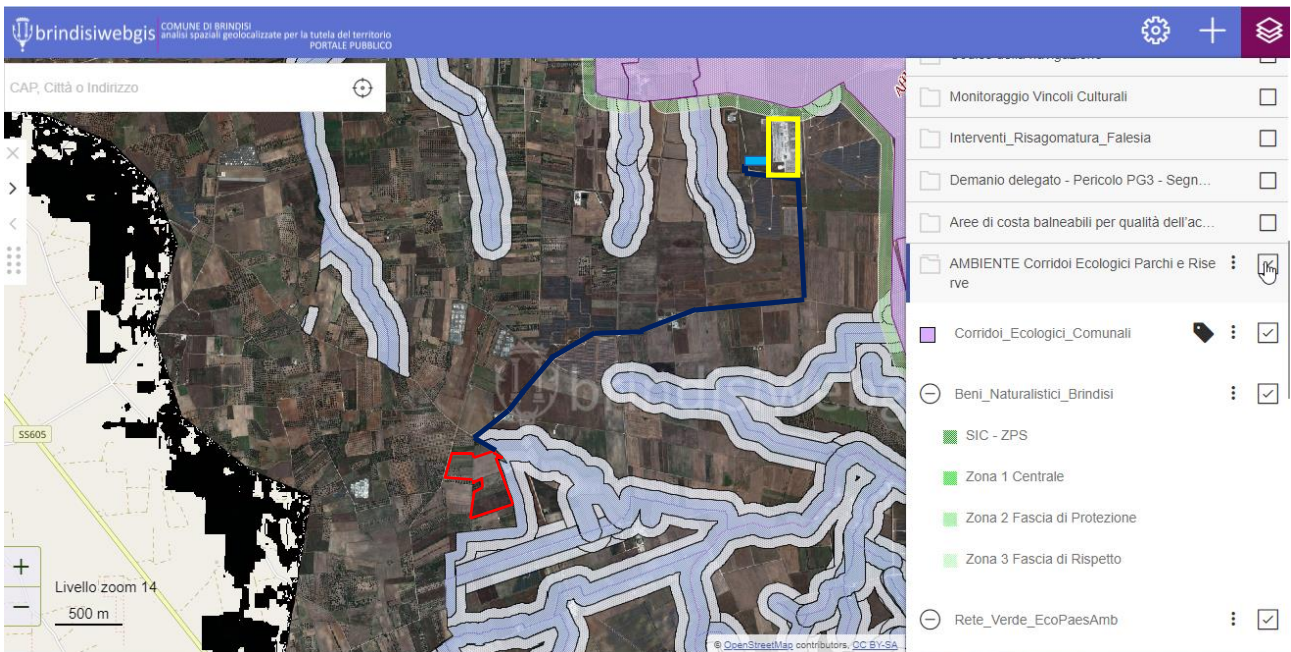 brindisiwebgis
COMUNE DI BRINDISI
analisi spaziali geolocalizzate per la tutela del territorio
PORTALE PUBBLICO
CAP, Città o Indirizzo
Monitoraggio Vincoli Culturali
Interventi_Risagomatura_Falesia
Demanio delegato - Pericolo PG3 - Segn...
Aree di costa balneabili per qualità dell'ac...
AMBIENTE Corridoi Ecologici Parchi e Rise
rve
Corridoi_Ecologici_Comunali
Beni_Naturalistici_Brindisi
SIC - ZPS
Zona 1 Centrale
Zona 2 Fascia di Protezione
Zona 3 Fascia di Rispetto
Rete_Verde_EcoPaesAmb
brindisiwebg
SS605
+
−
Livello zoom 14
500 m
© OpenStreetMap contributors, CC BY-SA